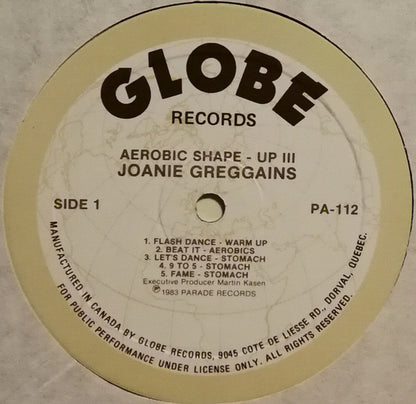 GLOBE
RECORDS
AEROBIC SHAPE - UP III
JOANIE GREGGAINS
SIDE 1
PA-112
1. FLASH DANCE - WARM UP
2. BEAT IT - AEROBICS
3. LET'S DANCE - STOMACH
4. 9 TO 5 - STOMACH
5. FAME - STOMACH
Executive Producer Martin Kasen
℗ 1983 PARADE RECORDS
MANUFACTURED IN CANADA BY GLOBE RECORDS, 9045 COTE DE LIESSE RD., DORVAL, QUEBEC.
FOR PUBLIC PERFORMANCE UNDER LICENSE ONLY. ALL RIGHTS RESERVED.